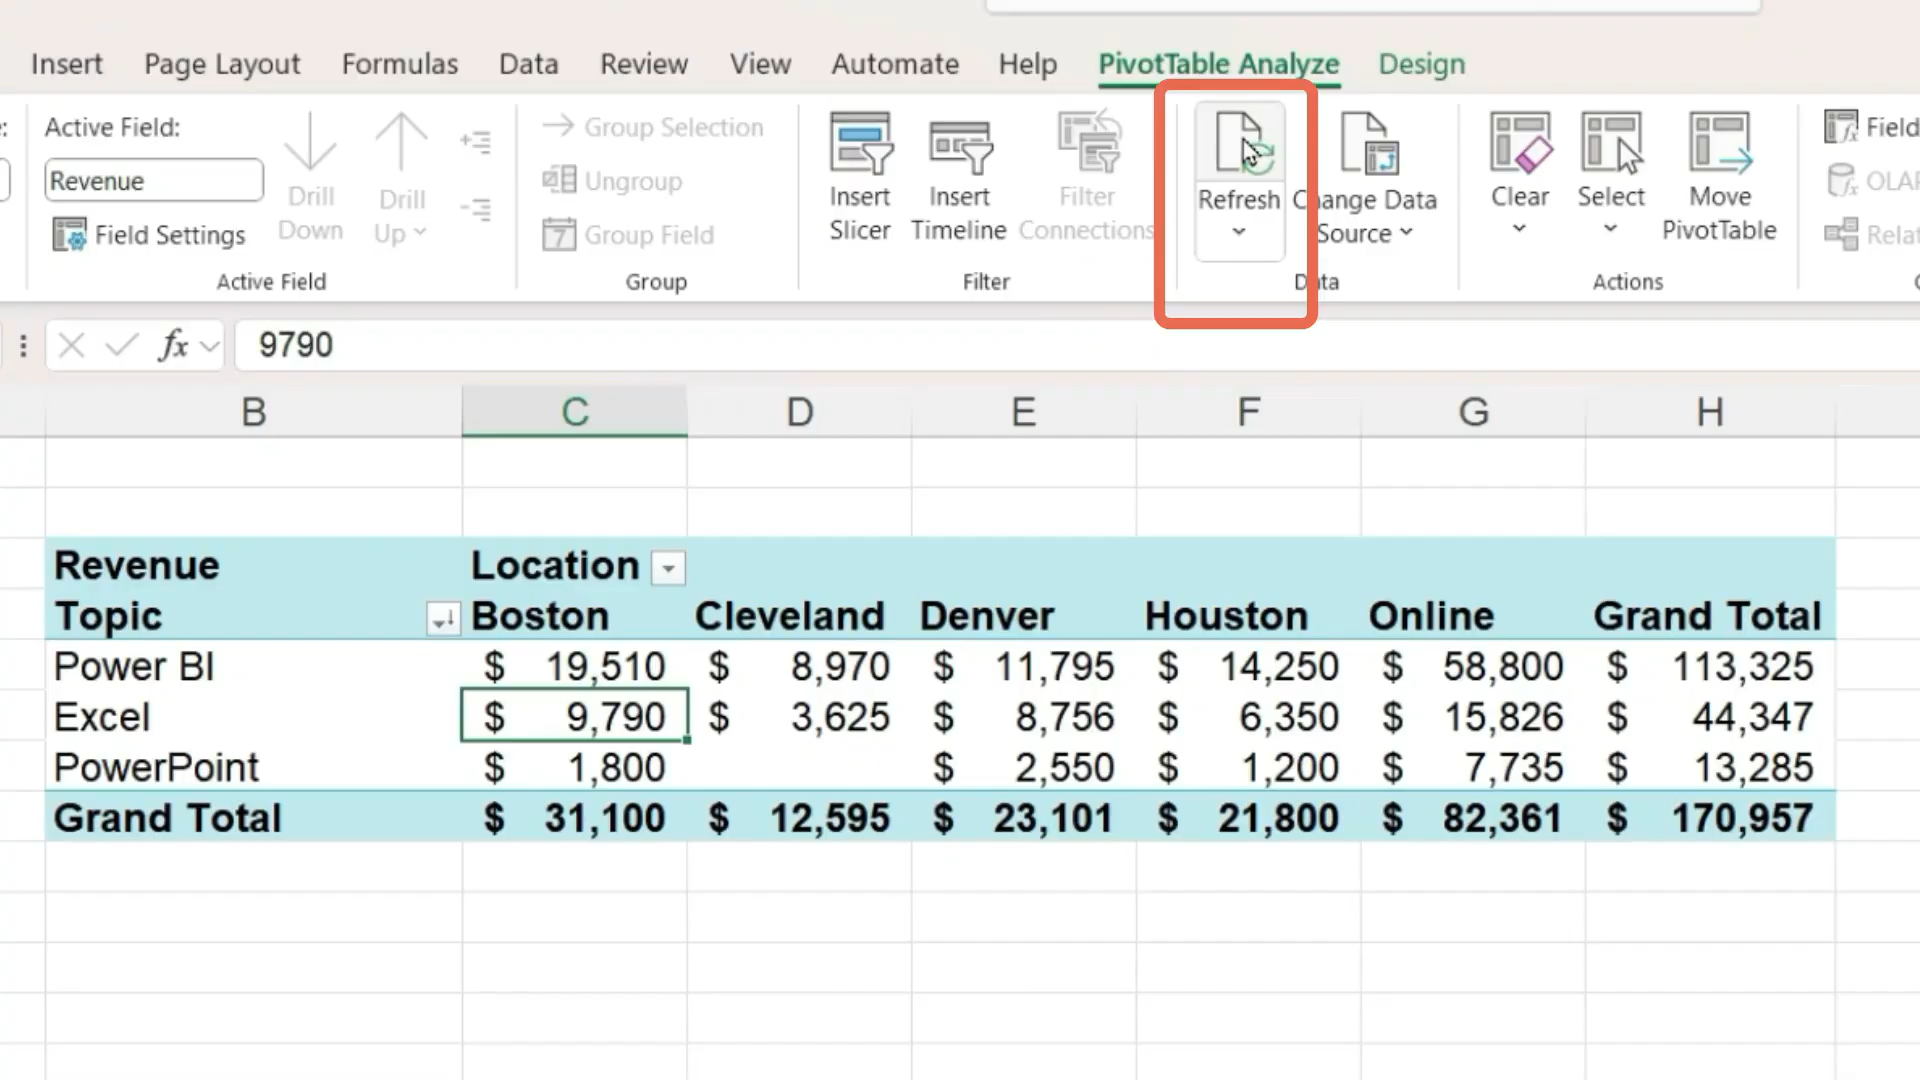 Insert Page Layout Formulas Data Review View Automate Help PivotTable Analyze Design
Active Field:
Revenue
Field Settings
Drill Down
Drill Up
Active Field
Group Selection
Ungroup
7 Group Field
Group
Insert Slicer
Insert Timeline
Filter Connections
Filter
Refresh
Change Data Source
Data
Clear
Select
Move PivotTable
Actions
fx 9790
B C D E F G H
Revenue Location
Topic Boston Cleveland Denver Houston Online Grand Total
Power BI $ 19,510 $ 8,970 $ 11,795 $ 14,250 $ 58,800 $ 113,325
Excel $ 9,790 $ 3,625 $ 8,756 $ 6,350 $ 15,826 $ 44,347
PowerPoint $ 1,800 $ 2,550 $ 1,200 $ 7,735 $ 13,285
Grand Total $ 31,100 $ 12,595 $ 23,101 $ 21,800 $ 82,361 $ 170,957